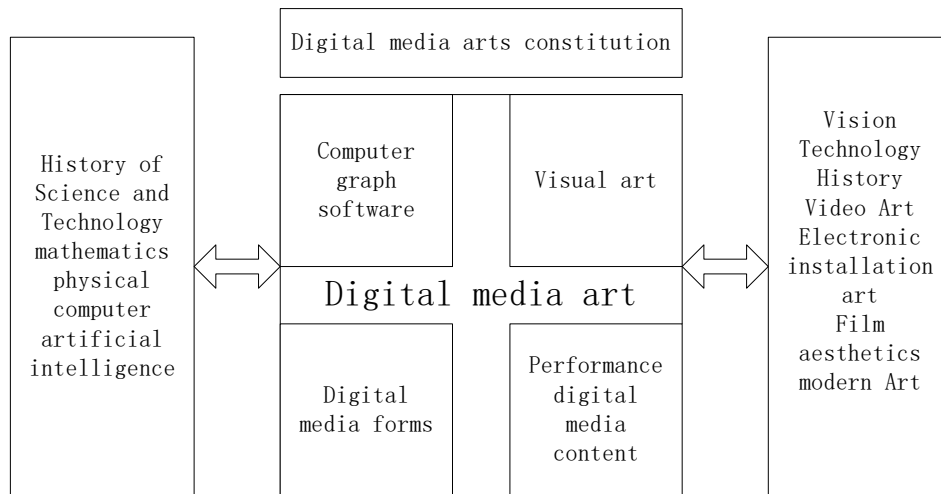 Digital media arts constitution
History of
Science and
Technology
mathematics
physical
computer
artificial
intelligence
Computer
graph
software
Visual art
Digital media art
Digital
media forms
Performance
digital
media
content
Vision
Technology
History
Video Art
Electronic
installation
art
Film
aesthetics
modern Art